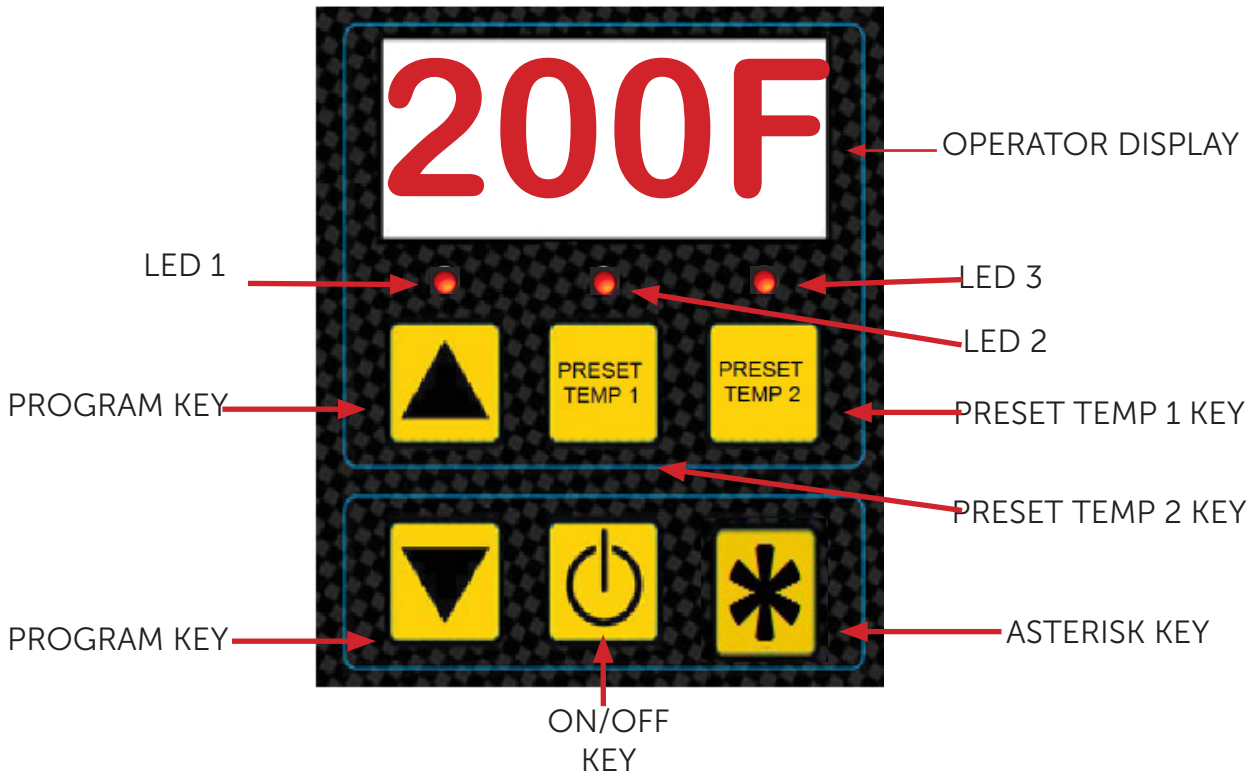 200F
OPERATOR DISPLAY
LED 1
LED 3
LED 2
PROGRAM KEY
PRESET
TEMP 1
PRESET
TEMP 2
PRESET TEMP 1 KEY
PRESET TEMP 2 KEY
PROGRAM KEY
ASTERISK KEY
ON/OFF
KEY